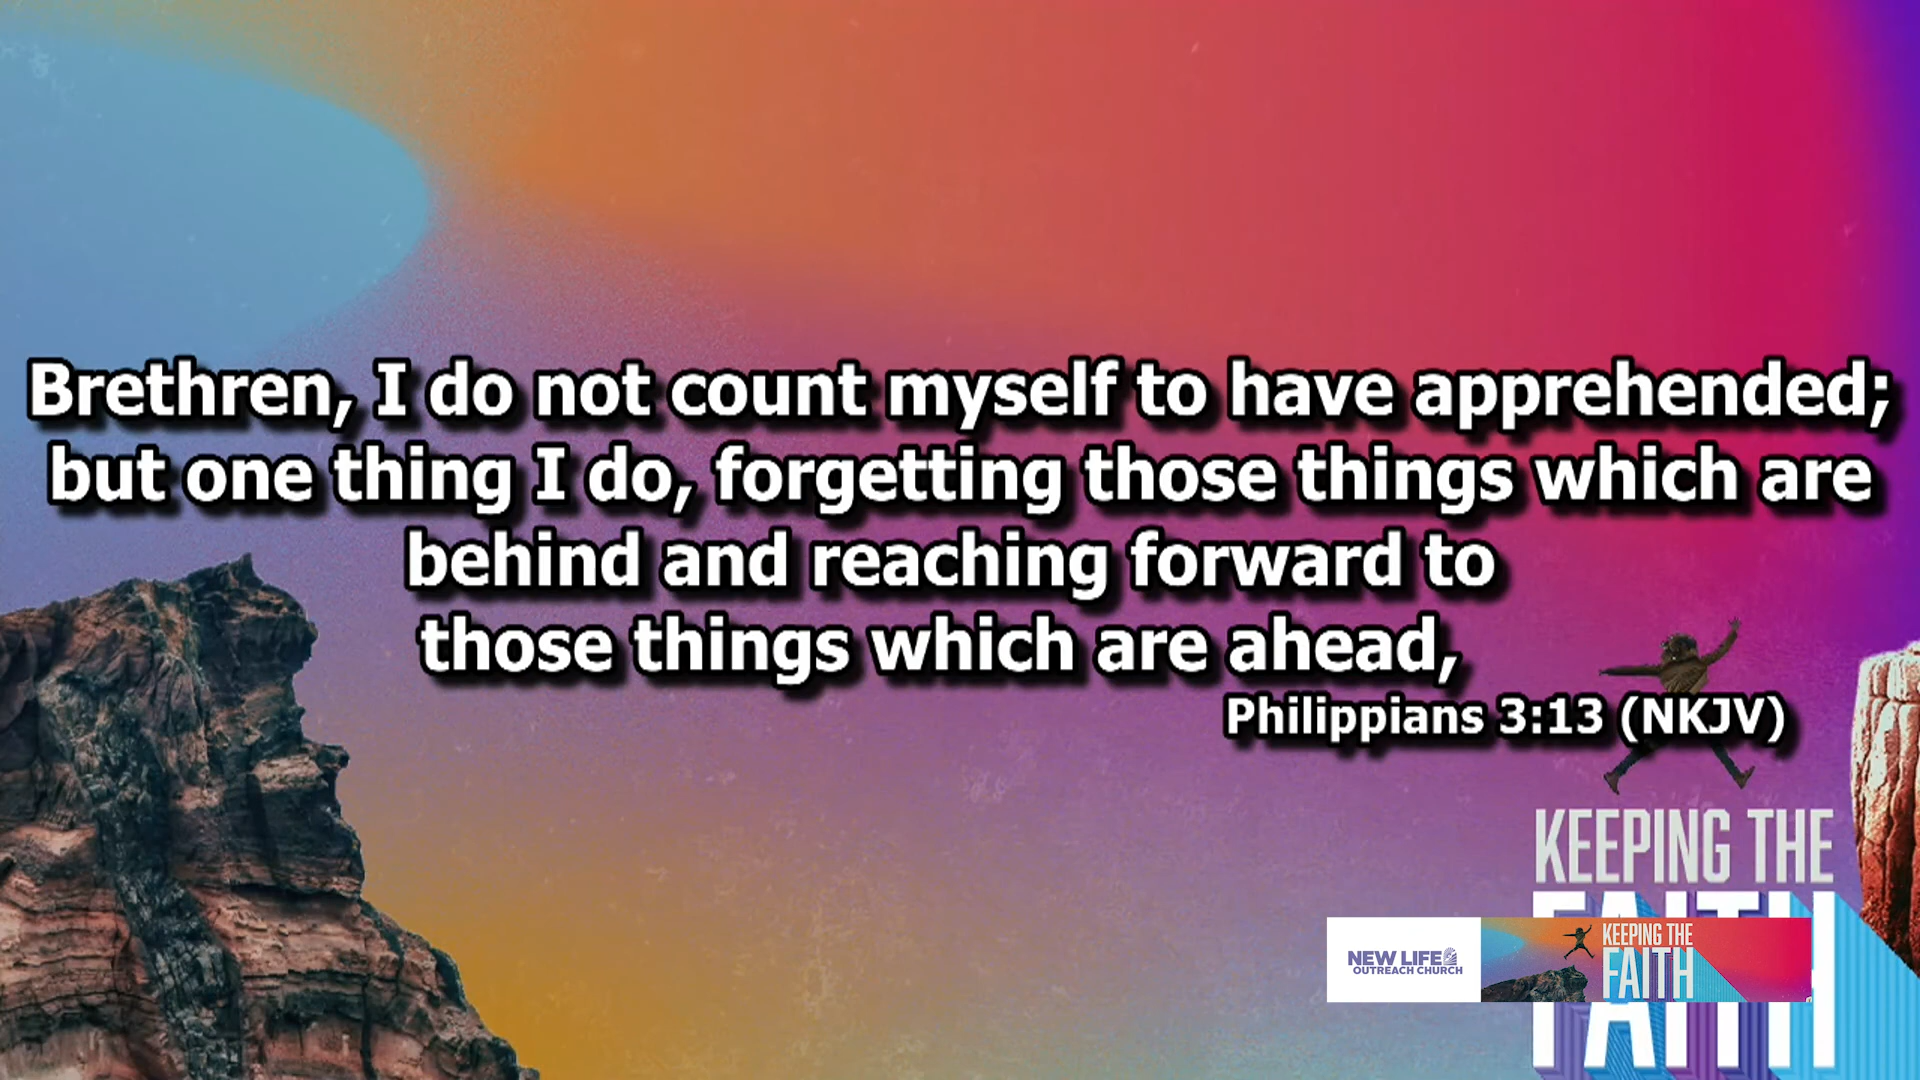 Brethren, I do not count myself to have apprehended;
but one thing I do, forgetting those things which are
behind and reaching forward to
those things which are ahead,
Philippians 3:13 (NKJV)
KEEPING THE
FAITH
NEW LIFE
OUTREACH CHURCH
KEEPING THE
FAITH